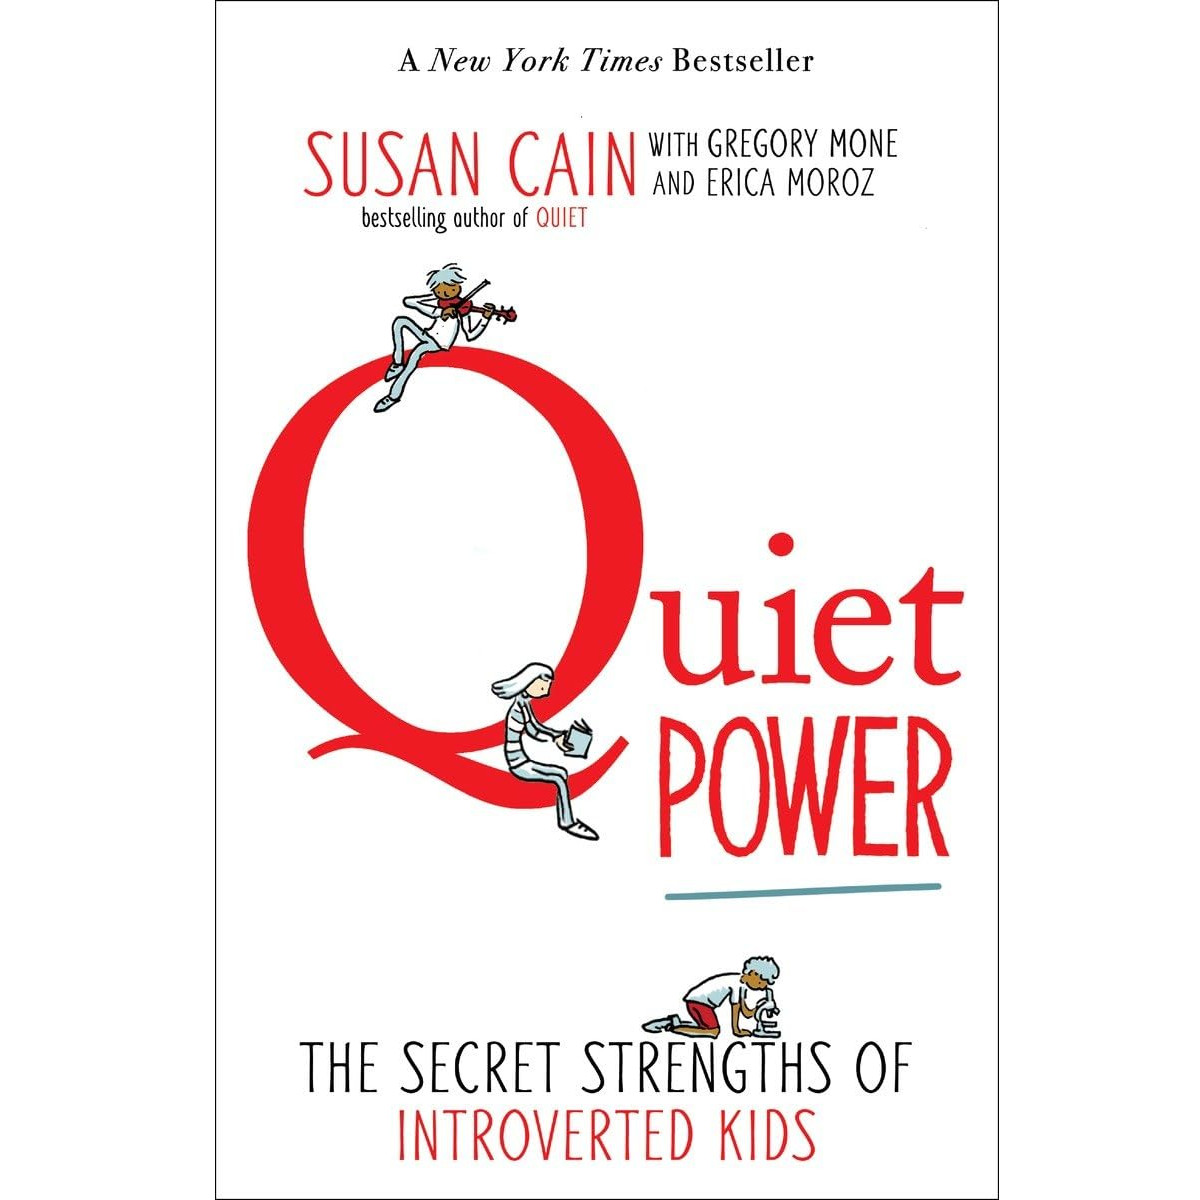 A New York Times Bestseller
SUSAN CAIN WITH GREGORY MONE
AND ERICA MOROZ
bestselling author of QUIET
Quiet
POWER
THE SECRET STRENGTHS OF
INTROVERTED KIDS